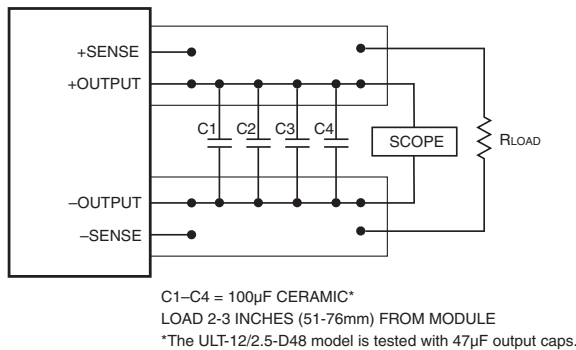 +SENSE
+OUTPUT
C1 C2 C3 C4
SCOPE
RLOAD
−OUTPUT
−SENSE
C1–C4 = 100µF CERAMIC*
LOAD 2-3 INCHES (51-76mm) FROM MODULE
*The ULT-12/2.5-D48 model is tested with 47µF output caps.